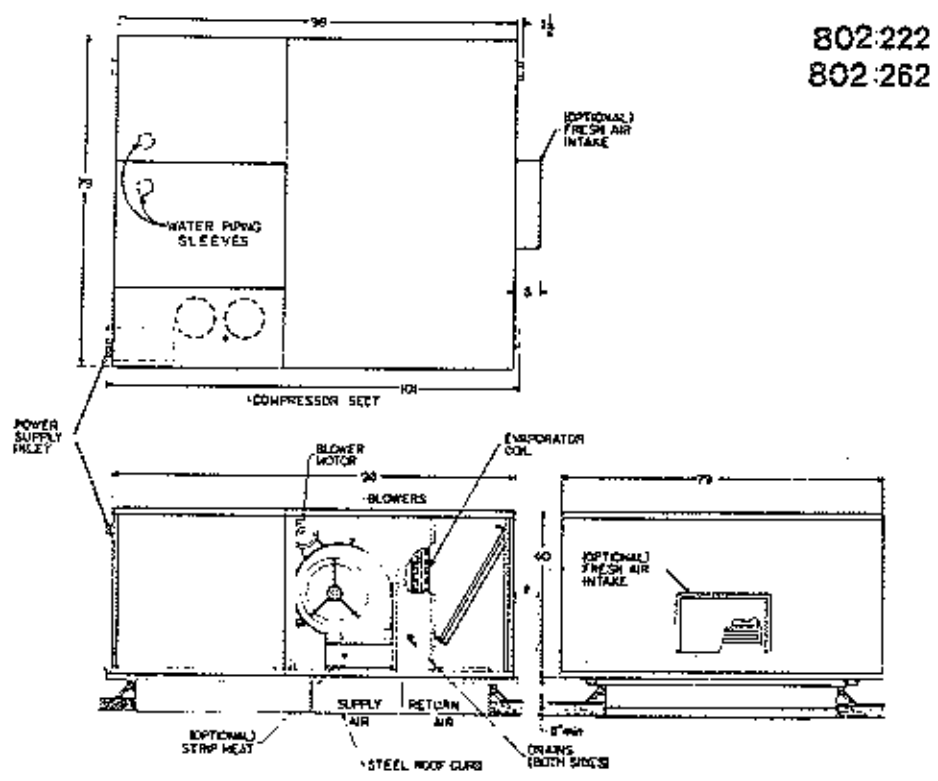 802:222
802:262
(OPTIONAL)
FRESH AIR
INTAKE
79
WATER PIPING
SLEEVES
101
COMPRESSOR SECT
POWER
SUPPLY
INLET
BLOWER
MOTOR
EVAPORATOR
COIL
79
BLOWERS
40
(OPTIONAL)
FRESH AIR
INTAKE
SUPPLY
AIR
RETURN
AIR
(OPTIONAL)
STRIP HEAT
STEEL ROOF CURB
DRAINS
(BOTH SIDES)